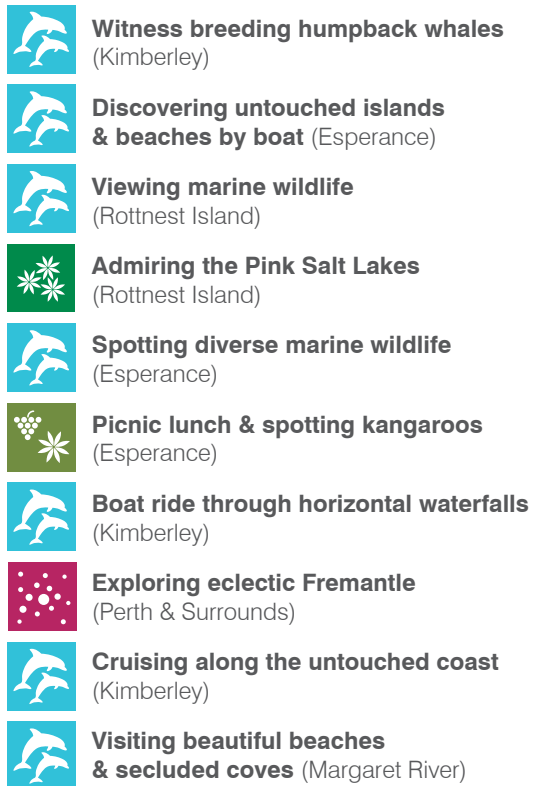 Witness breeding humpback whales
(Kimberley)
Discovering untouched islands
& beaches by boat (Esperance)
Viewing marine wildlife
(Rottnest Island)
Admiring the Pink Salt Lakes
(Rottnest Island)
Spotting diverse marine wildlife
(Esperance)
Picnic lunch & spotting kangaroos
(Esperance)
Boat ride through horizontal waterfalls
(Kimberley)
Exploring eclectic Fremantle
(Perth & Surrounds)
Cruising along the untouched coast
(Kimberley)
Visiting beautiful beaches
& secluded coves (Margaret River)